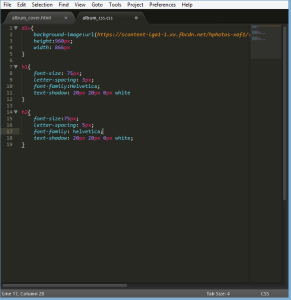 File Edit Selection Find View Goto Tools Project Preferences Help
album_cover.html album_css.css
1
2 background-image:url(https://scontent-lga1-1.xx.fbcdn.net/hphotos-xaf1/
3 height:960px;
4 width: 866px
5 }
6
7 h1{
8 font-size: 75px;
9 letter-spacing: 5px;
10 font-family:Helvetica;
11 text-shadow: 20px 20px 0px white
12 }
13
14 h2{
15 font-size:75px;
16 letter-spacing: 5px;
17 font-family: helvetica;
18 text-shadow: 20px 20px 0px white;
19 }
Line 17, Column 25 Tab Size: 4 CSS